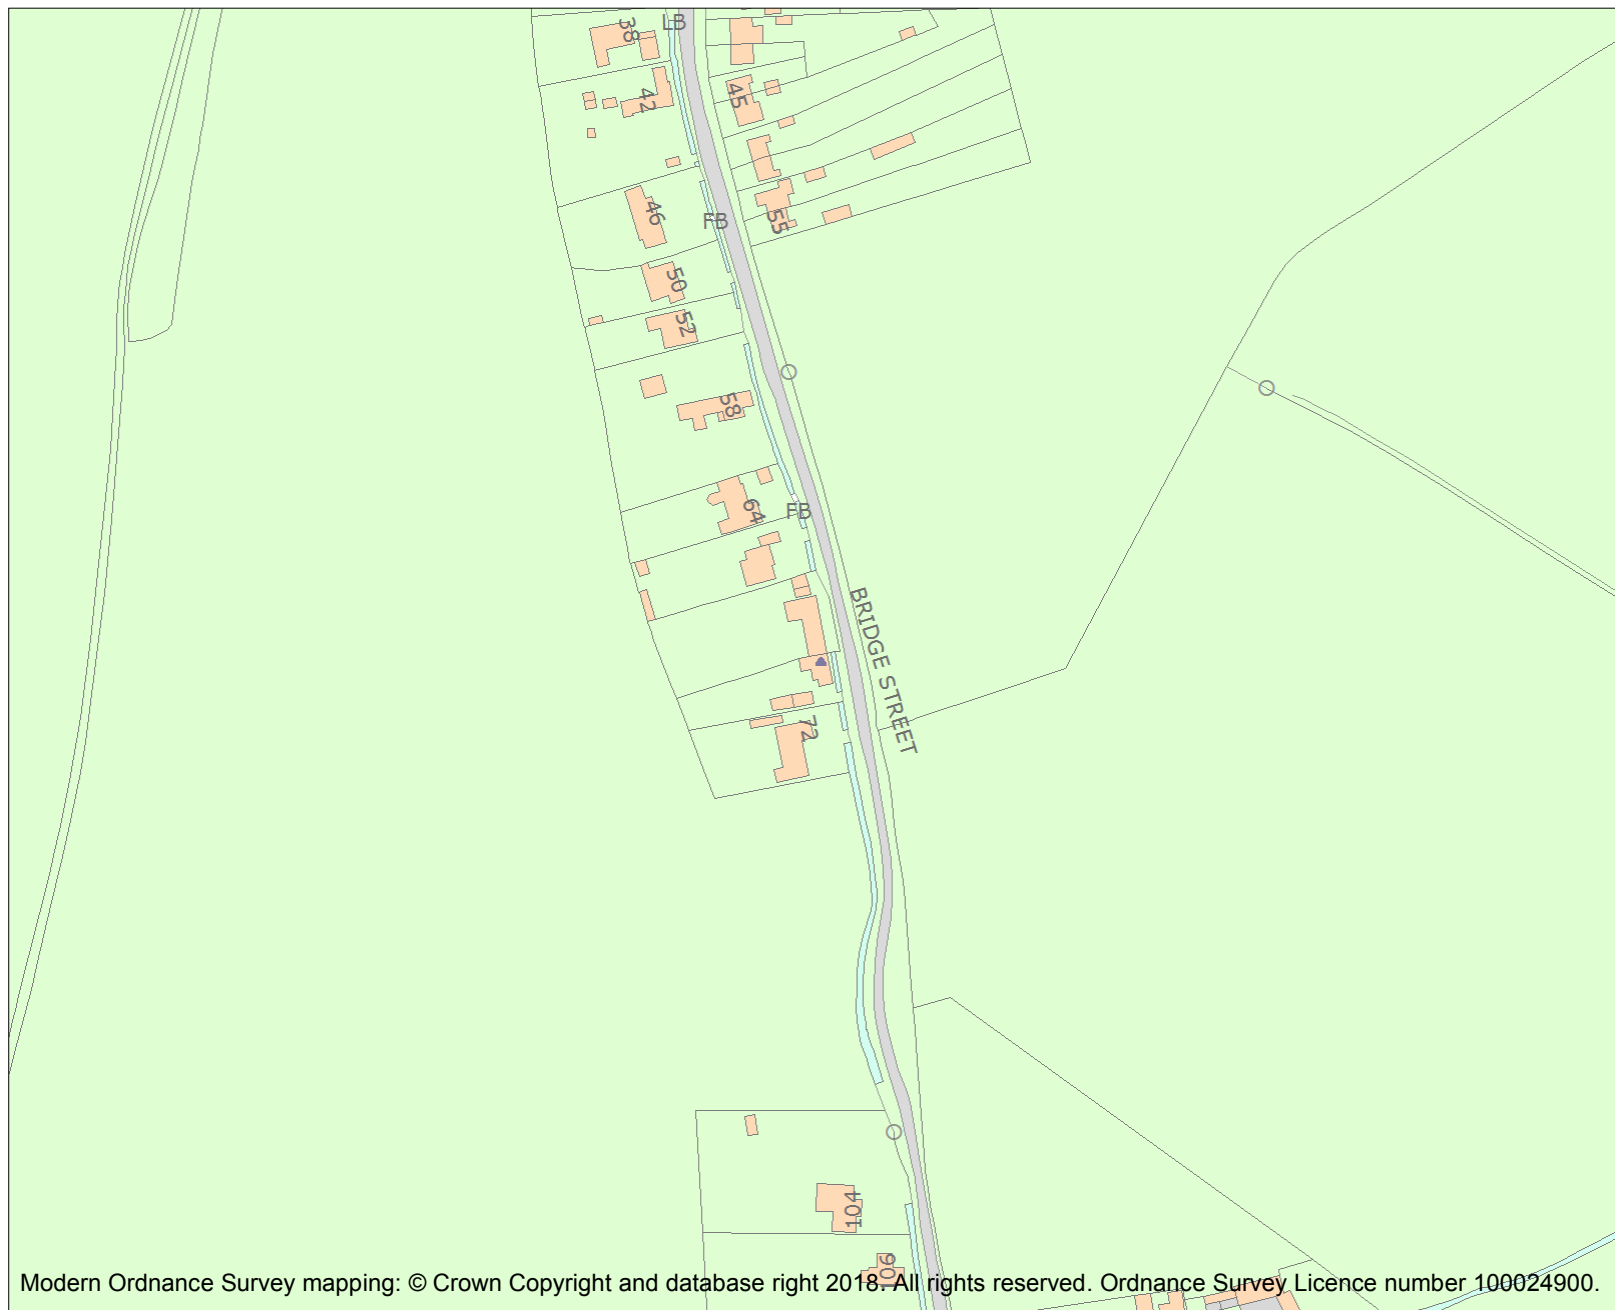 LB
38
42
45
46
FB
55
50
52
58
64
FB
BRIDGE STREET
72
104
106
Modern Ordnance Survey mapping: © Crown Copyright and database right 2018. All rights reserved. Ordnance Survey Licence number 100024900.